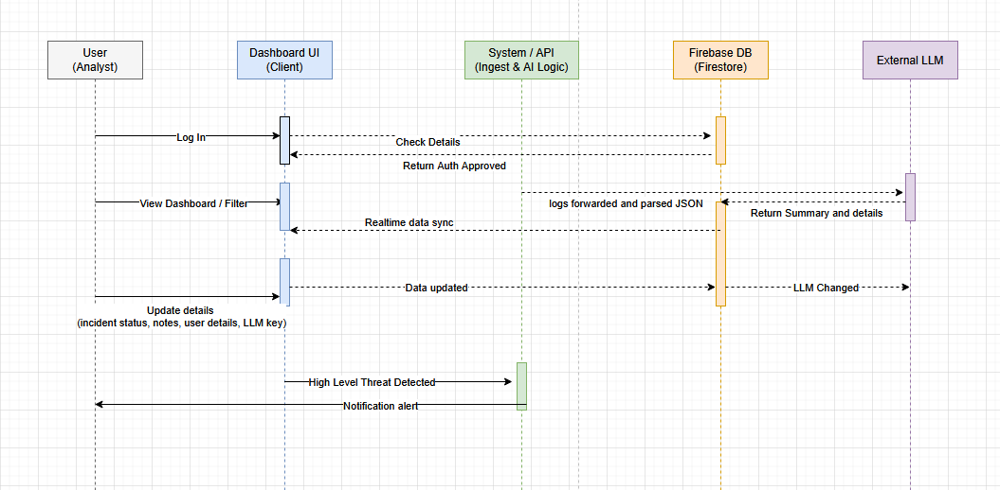 User
(Analyst)
Dashboard UI
(Client)
System / API
(Ingest & AI Logic)
Firebase DB
(Firestore)
External LLM
Log In
Check Details
Return Auth Approved
View Dashboard / Filter
logs forwarded and parsed JSON
Return Summary and details
Realtime data sync
Data updated
LLM Changed
Update details
(incident status, notes, user details, LLM key)
High Level Threat Detected
Notification alert